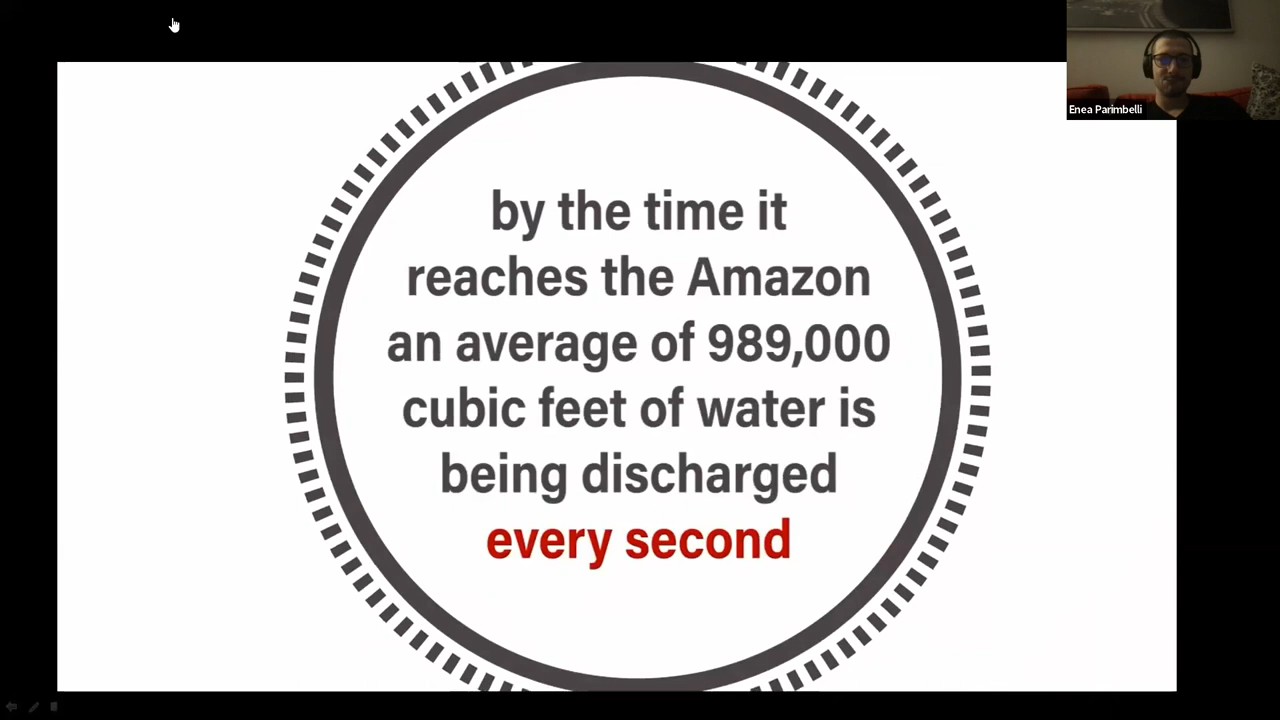 Enea Parimbelli
by the time it
reaches the Amazon
an average of 989,000
cubic feet of water is
being discharged
every second